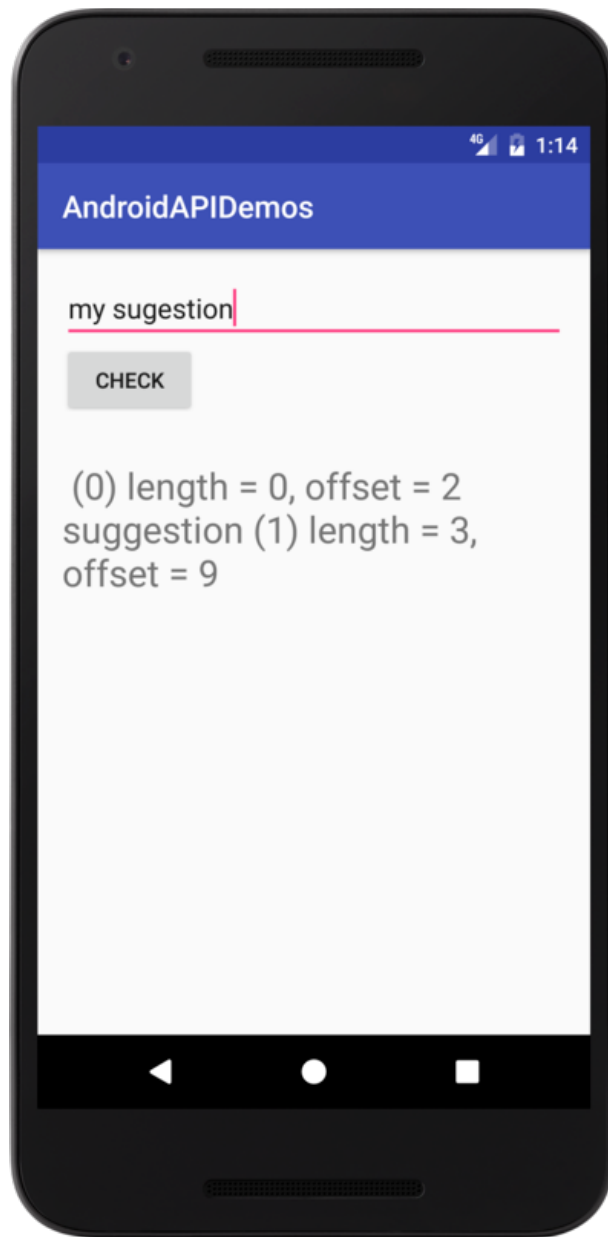 4G 1:14
AndroidAPIDemos
my sugestion
CHECK
(0) length = 0, offset = 2
suggestion (1) length = 3,
offset = 9